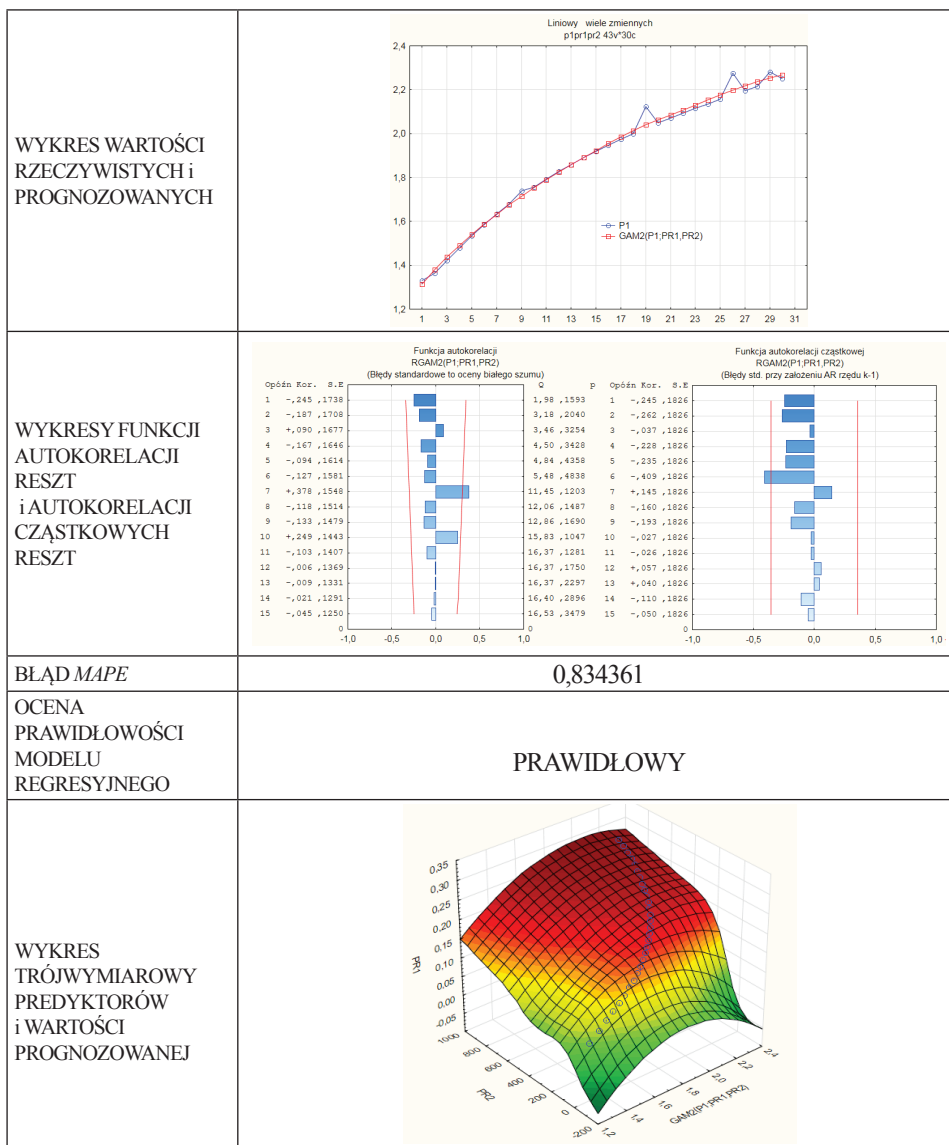 WYKRES WARTOŚCI
RZECZYWISTYCH i
PROGNOZOWANYCH
Liniowy wiele zmiennych
p1pr1pr2 43v*30c
2,4
2,2
2,0
1,8
1,6
1,4
1,2
1 3 5 7 9 11 13 15 17 19 21 23 25 27 29 31
P1
GAM2(P1;PR1,PR2)
WYKRESY FUNKCJI
AUTOKORELACJI
RESZT
i AUTOKORELACJI
CZĄSTKOWYCH
RESZT
Funkcja autokorelacji
RGAM2(P1;PR1,PR2)
(Błędy standardowe to oceny białego szumu)
Opóźn Kor. S.E Q p
1 -,245 ,1738 1,98 ,1593
2 -,187 ,1708 3,18 ,2040
3 +,090 ,1677 3,46 ,3254
4 -,167 ,1646 4,50 ,3428
5 -,094 ,1614 4,84 ,4358
6 -,127 ,1581 5,48 ,4838
7 +,378 ,1548 11,45 ,1203
8 -,118 ,1514 12,06 ,1487
9 -,133 ,1479 12,86 ,1690
10 +,249 ,1443 15,83 ,1047
11 -,103 ,1407 16,37 ,1281
12 -,006 ,1369 16,37 ,1750
13 -,009 ,1331 16,37 ,2297
14 -,021 ,1291 16,40 ,2896
15 -,045 ,1250 16,53 ,3479
0 0
-1,0 -0,5 0,0 0,5 1,0
Funkcja autokorelacji cząstkowej
RGAM2(P1;PR1,PR2)
(Błędy std. przy założeniu AR rzędu k-1)
Opóźn Kor. S.E
1 -,245 ,1826
2 -,262 ,1826
3 -,037 ,1826
4 -,228 ,1826
5 -,235 ,1826
6 -,409 ,1826
7 +,145 ,1826
8 -,160 ,1826
9 -,193 ,1826
10 -,027 ,1826
11 -,026 ,1826
12 +,057 ,1826
13 +,040 ,1826
14 -,110 ,1826
15 -,050 ,1826
0
-1,0 -0,5 0,0 0,5 1,0
BŁĄD MAPE
0,834361
OCENA
PRAWIDŁOWOŚCI
MODELU
REGRESYJNEGO
PRAWIDŁOWY
WYKRES
TRÓJWYMIAROWY
PREDYKTORÓW
i WARTOŚCI
PROGNOZOWANEJ
0,35
0,30
0,25
0,20
0,15
0,10
0,05
0,00
-0,05
PR1
1000
800
600
400
200
0
-200
PR2
1,2
1,4
1,6
1,8
2,0
2,2
2,4
GAM2(P1;PR1,PR2)